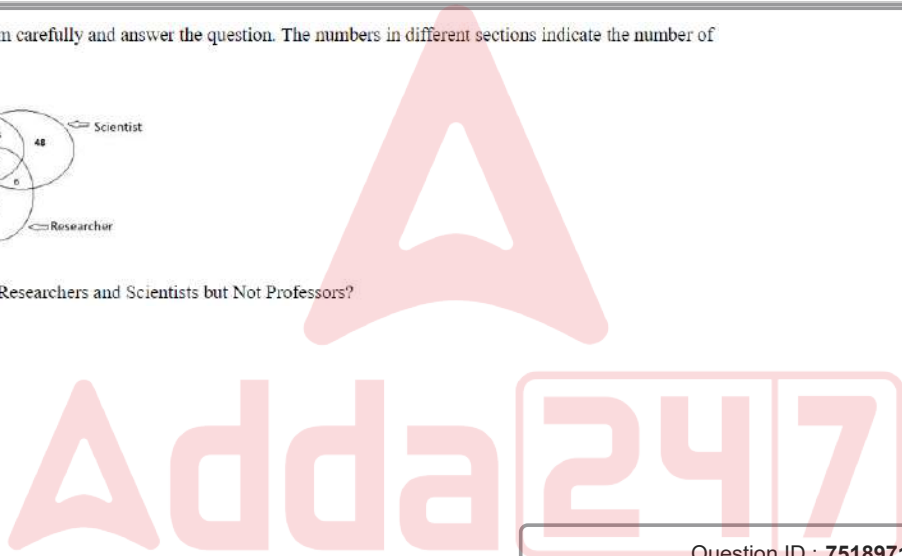 m carefully and answer the question. The numbers in different sections indicate the number of
Scientist
48
Researcher
Researchers and Scientists but Not Professors?
Adda247
Question ID : 751897